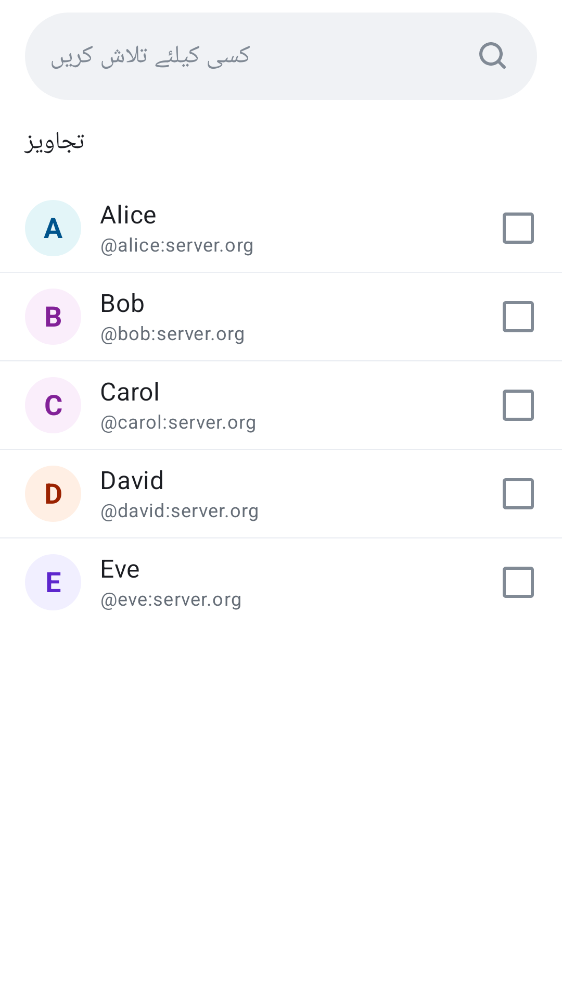 کسی کیلئے تلاش کریں
تجاویز
A
Alice
@alice:server.org
B
Bob
@bob:server.org
C
Carol
@carol:server.org
D
David
@david:server.org
E
Eve
@eve:server.org